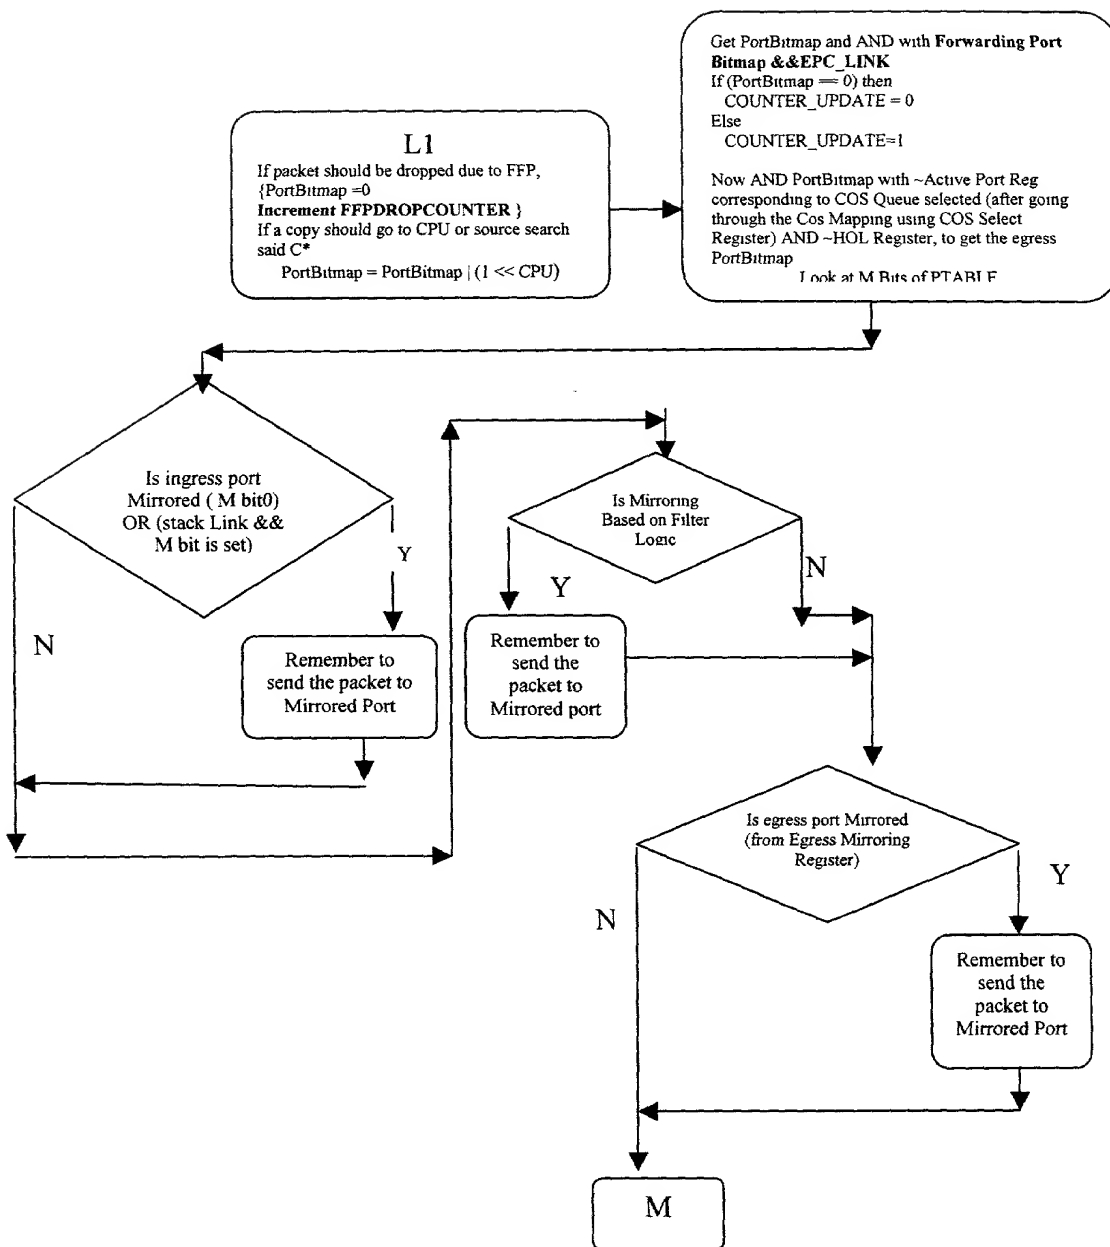 L1
If packet should be dropped due to FFP,
{PortBitmap =0
Increment FFPDROPCOUNTER }
If a copy should go to CPU or source search
said C*
PortBitmap = PortBitmap | (1 << CPU)
Get PortBitmap and AND with Forwarding Port
Bitmap &&EPC_LINK
If (PortBitmap == 0) then
COUNTER_UPDATE = 0
Else
COUNTER_UPDATE=1
Now AND PortBitmap with ~Active Port Reg
corresponding to COS Queue selected (after going
through the Cos Mapping using COS Select
Register) AND ~HOL Register, to get the egress
PortBitmap
Look at M Bits of PTABLE
Is ingress port
Mirrored ( M bit0)
OR (stack Link &&
M bit is set)
Y
N
Remember to
send the packet to
Mirrored Port
Is Mirroring
Based on Filter
Logic
Y
N
Remember to
send the
packet to
Mirrored port
Is egress port Mirrored
(from Egress Mirroring
Register)
N
Y
Remember to
send the
packet to
Mirrored Port
M